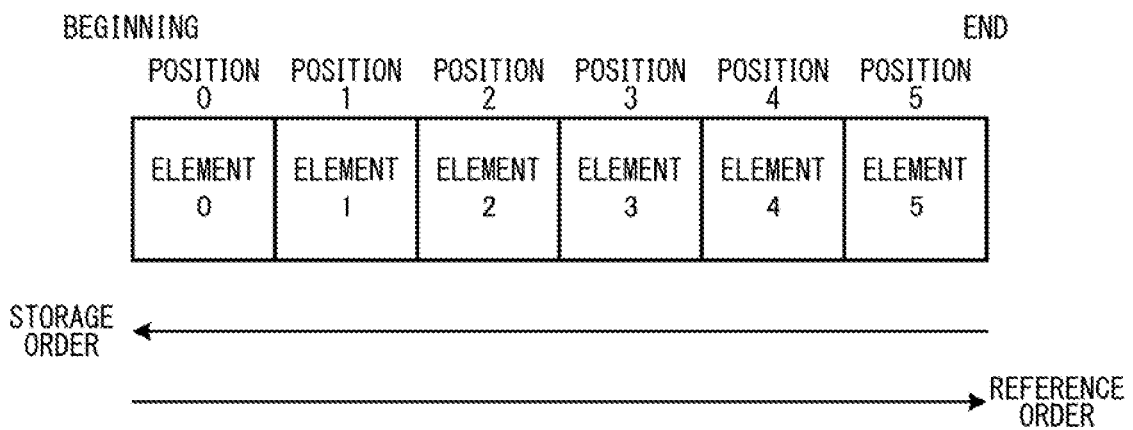 BEGINNING END
POSITION POSITION POSITION POSITION POSITION POSITION
0 1 2 3 4 5
ELEMENT ELEMENT ELEMENT ELEMENT ELEMENT ELEMENT
0 1 2 3 4 5
STORAGE
ORDER
REFERENCE
ORDER